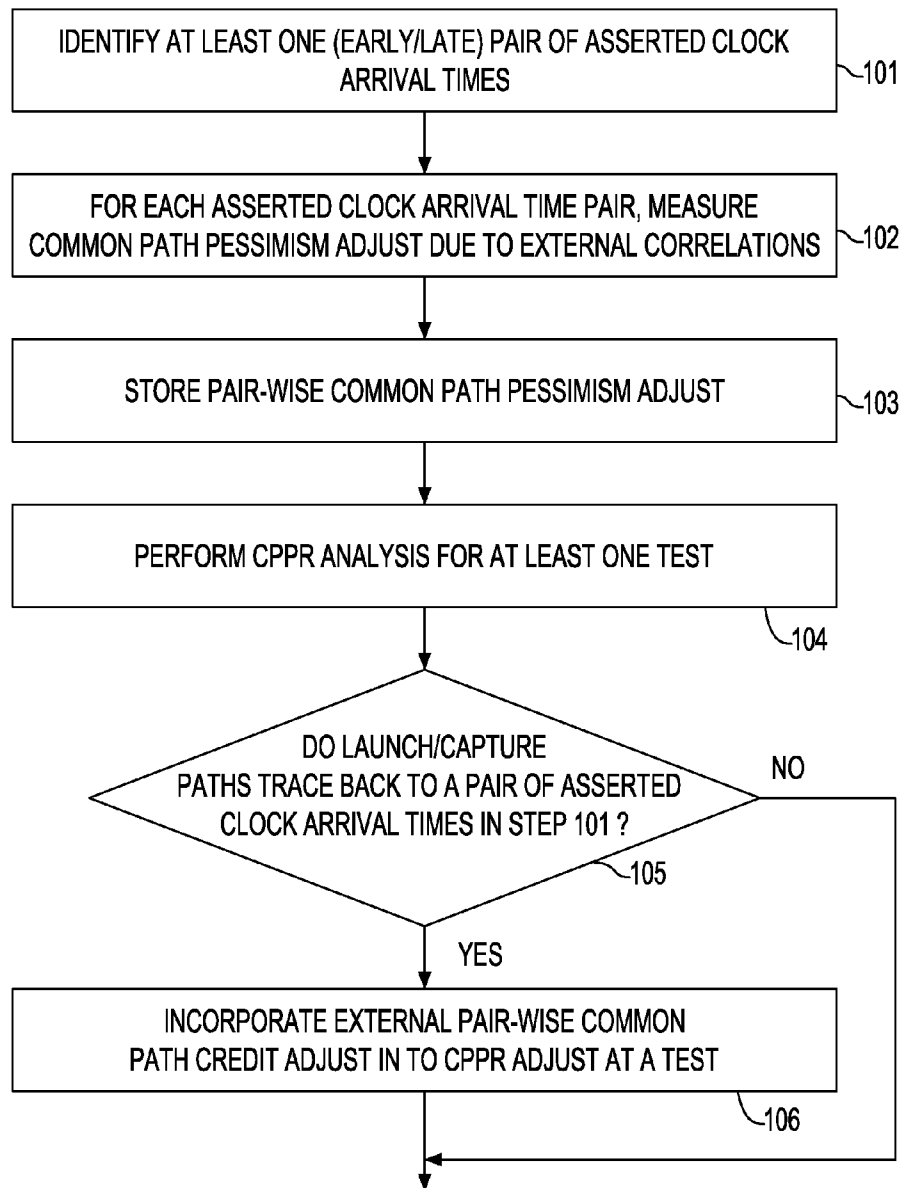 IDENTIFY AT LEAST ONE (EARLY/LATE) PAIR OF ASSERTED CLOCK
ARRIVAL TIMES
101
FOR EACH ASSERTED CLOCK ARRIVAL TIME PAIR, MEASURE
COMMON PATH PESSIMISM ADJUST DUE TO EXTERNAL CORRELATIONS
102
STORE PAIR-WISE COMMON PATH PESSIMISM ADJUST
103
PERFORM CPPR ANALYSIS FOR AT LEAST ONE TEST
104
DO LAUNCH/CAPTURE
PATHS TRACE BACK TO A PAIR OF ASSERTED
CLOCK ARRIVAL TIMES IN STEP 101 ?
NO
105
YES
INCORPORATE EXTERNAL PAIR-WISE COMMON
PATH CREDIT ADJUST IN TO CPPR ADJUST AT A TEST
106